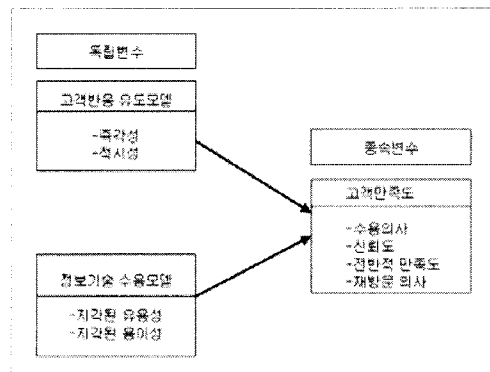 독립변수
고객반응 유도모델
-즉각성
-적시성
종속변수
고객만족도
-수용의사
-신뢰도
-전반적 만족도
-재방문 의사
정보기술 수용모델
-지각된 유용성
-지각된 용이성